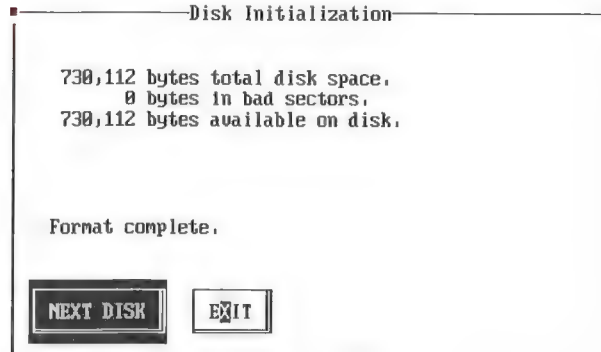 Disk Initialization
730,112 bytes total disk space.
0 bytes in bad sectors.
730,112 bytes available on disk.
Format complete.
NEXT DISK EXIT